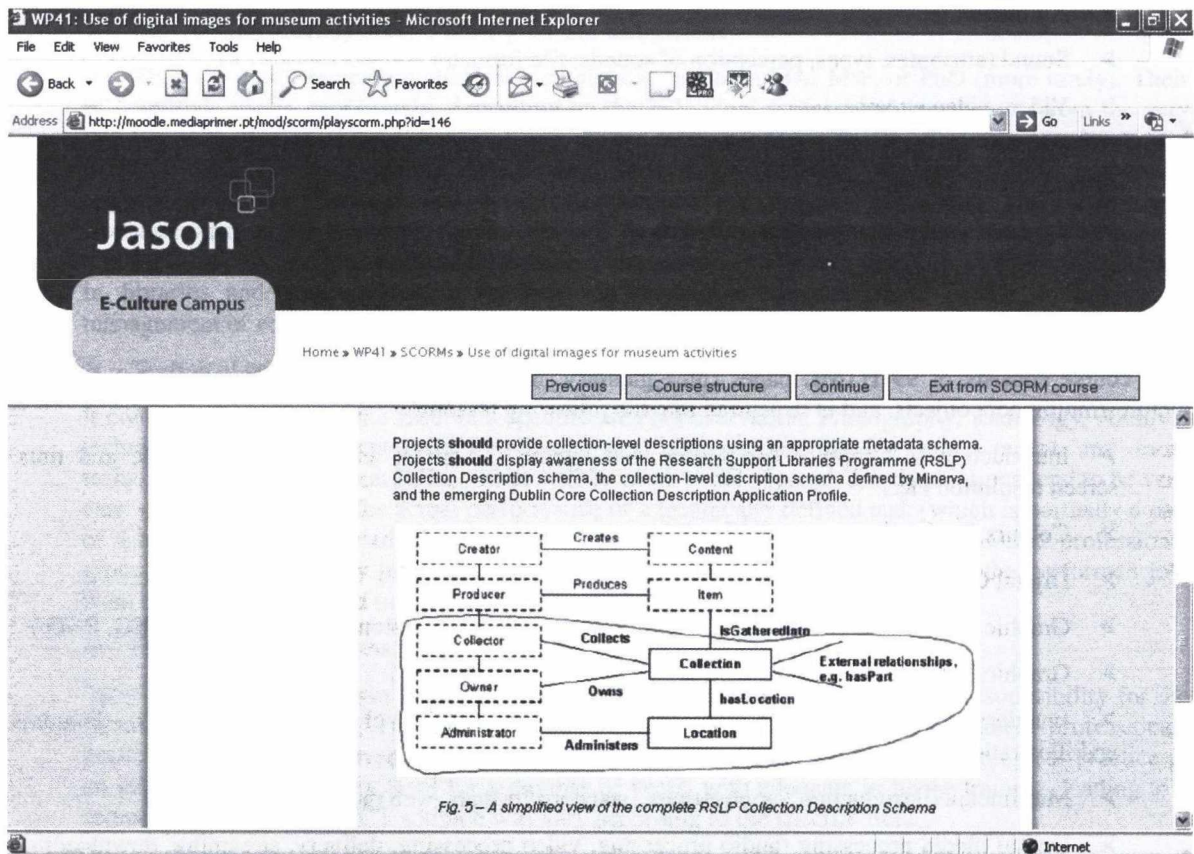 WP41: Use of digital images for museum activities - Microsoft Internet Explorer
File Edit View Favorites Tools Help
Back Search Favorites
Address http://moodle.mediaprimer.pt/mod/scorm/playscorm.php?id=146 Go Links »
Jason
E-Culture Campus
Home » WP41 » SCORMs » Use of digital images for museum activities
Previous Course structure Continue Exit from SCORM course
Projects should provide collection-level descriptions using an appropriate metadata schema.
Projects should display awareness of the Research Support Libraries Programme (RSLP)
Collection Description schema, the collection-level description schema defined by Minerva,
and the emerging Dublin Core Collection Description Application Profile.
Creator Creates Content
Producer Produces Item
IsGatheredInto
Collector Collects
Collection
External relationships,
e.g. hasPart
Owner Owns
hasLocation
Administrator Administers Location
Fig. 5 – A simplified view of the complete RSLP Collection Description Schema
Internet